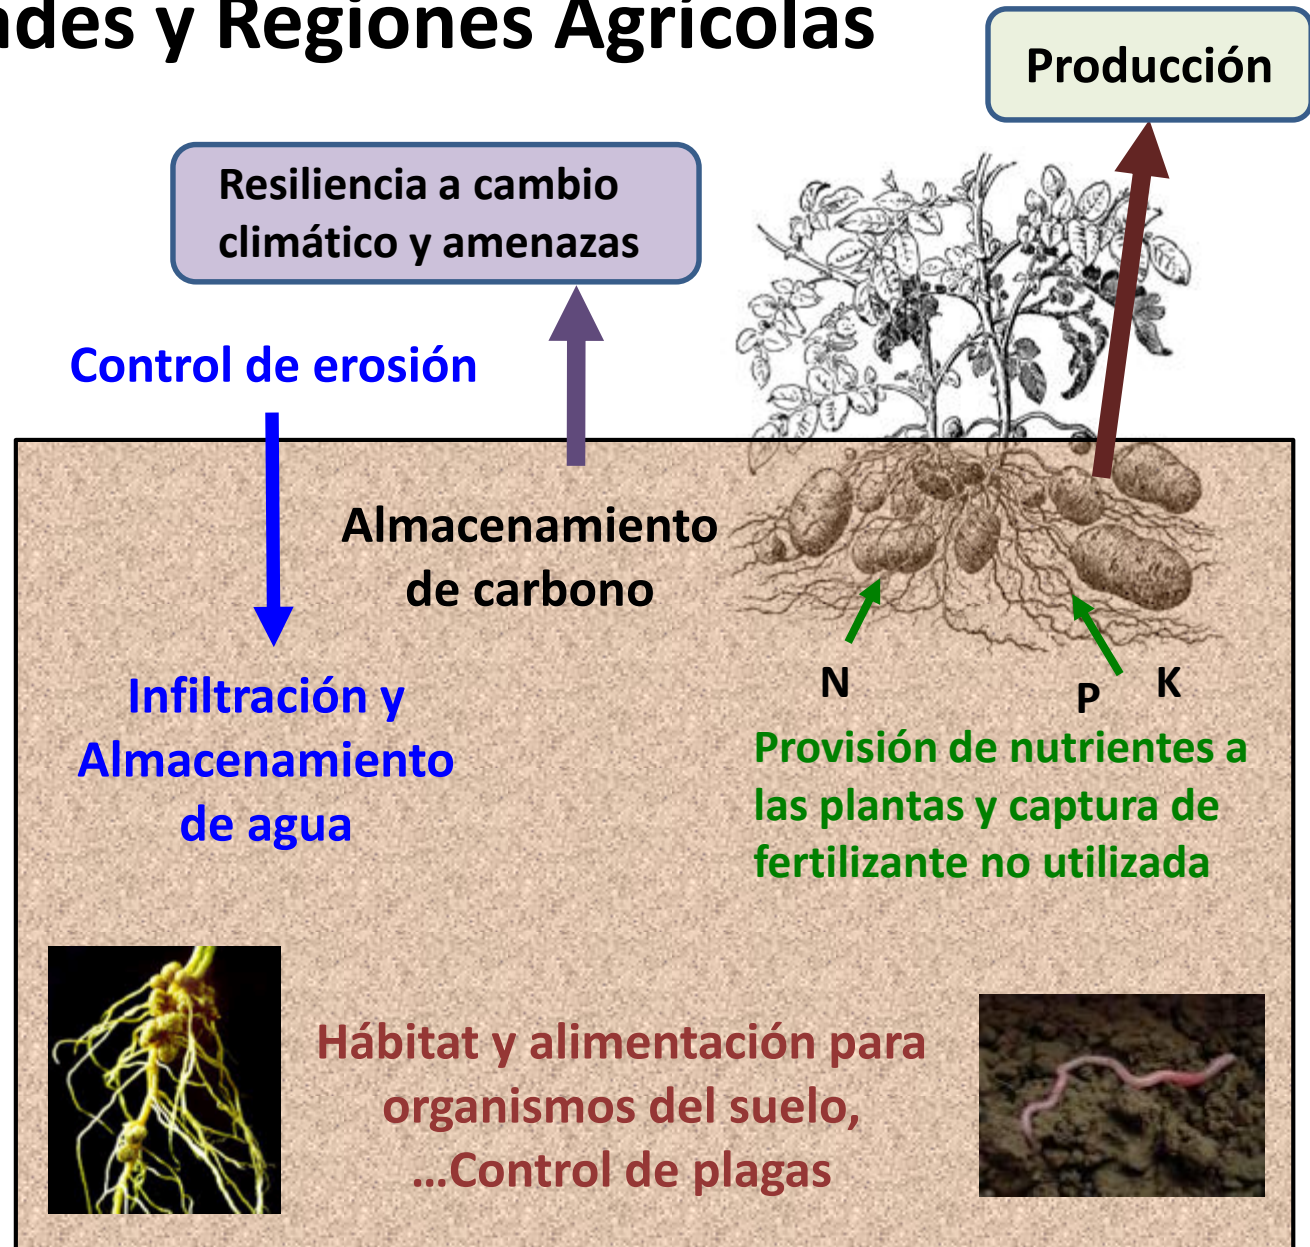 des y Regiones Agrícolas
Producción
Resiliencia a cambio
climático y amenazas
Control de erosión
Almacenamiento
de carbono
Infiltración y
Almacenamiento
de agua
N
P
K
Provisión de nutrientes a
las plantas y captura de
fertilizante no utilizada
Hábitat y alimentación para
organismos del suelo,
...Control de plagas